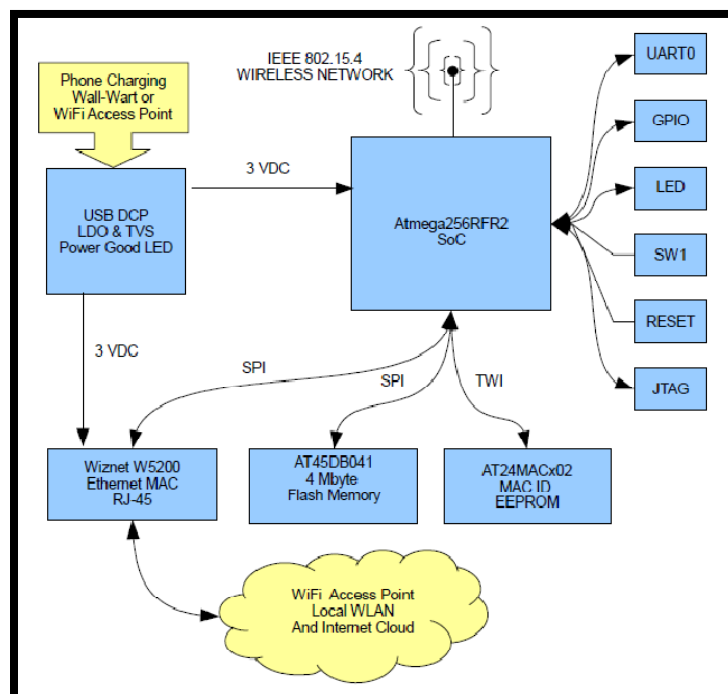 IEEE 802.15.4
WIRELESS NETWORK
Phone Charging
Wall-Wart or
WiFi Access Point
UART0
GPIO
LED
SW1
RESET
JTAG
3 VDC
USB DCP
LDO & TVS
Power Good LED
Atmega256RFR2
SoC
3 VDC
SPI
SPI
TWI
Wiznet W5200
Ethernet MAC
RJ-45
AT45DB041
4 Mbyte
Flash Memory
AT24MACx02
MAC ID
EEPROM
WiFi Access Point
Local WLAN
And Internet Cloud